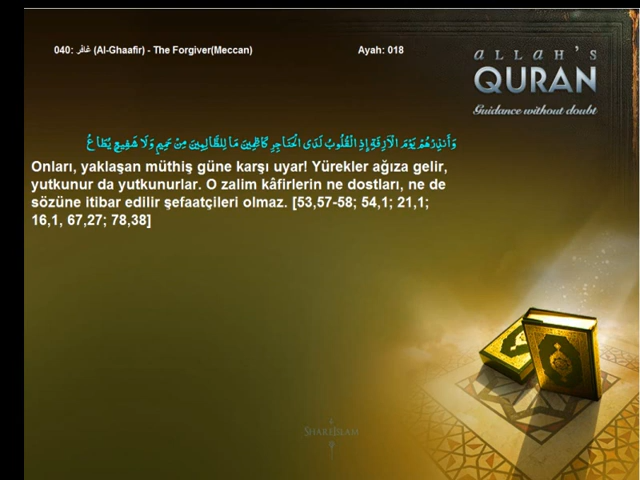 040: غافر (Al-Ghaafir) - The Forgiver(Meccan) Ayah: 018
ALLAH'S
QURAN
Guidance without doubt
وَأَنذِرْهُمْ يَوْمَ الْآزِفَةِ إِذِ الْقُلُوبُ لَدَى الْحَنَاجِرِ كَاظِمِينَ مَا لِلظَّالِمِينَ مِنْ حَمِيمٍ وَلَا شَفِيعٍ يُطَاعُ
Onları, yaklaşan müthiş güne karşı uyar! Yürekler ağıza gelir,
yutkunur da yutkunurlar. O zalim kâfirlerin ne dostları, ne de
sözüne itibar edilir şefaatçileri olmaz. [53,57-58; 54,1; 21,1;
16,1, 67,27; 78,38]
SHAREISLAM